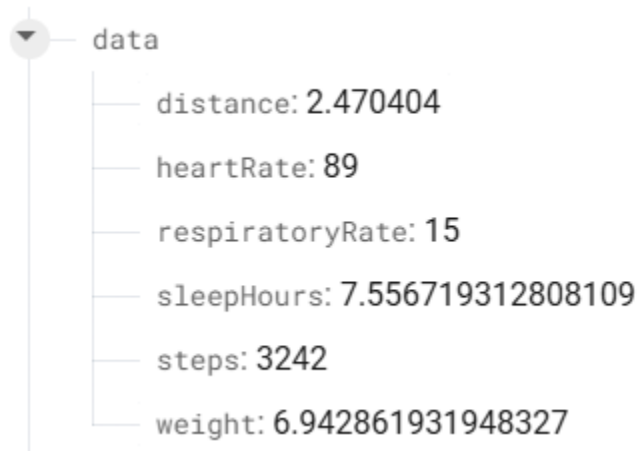 data
distance: 2.470404
heartRate: 89
respiratoryRate: 15
sleepHours: 7.556719312808109
steps: 3242
weight: 6.942861931948327